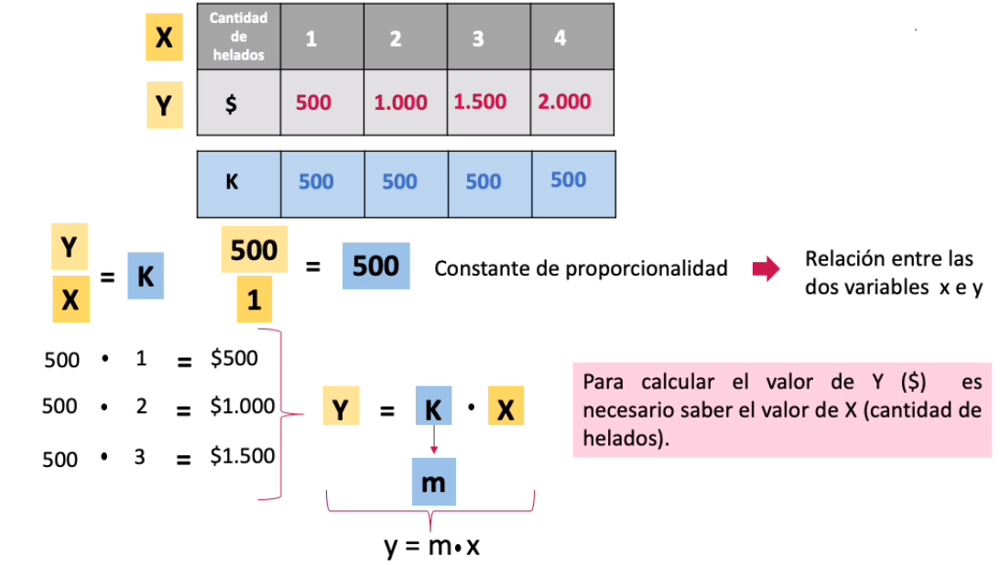 X
Cantidad
de
helados
1 2 3 4
Y
$ 500 1.000 1.500 2.000
K 500 500 500 500
Y
X
= K
500
1
= 500
Constante de proporcionalidad
Relación entre las
dos variables x e y
500 • 1 = $500
500 • 2 = $1.000
500 • 3 = $1.500
Y = K • X
m
y = m•x
Para calcular el valor de Y ($) es
necesario saber el valor de X (cantidad de
helados).